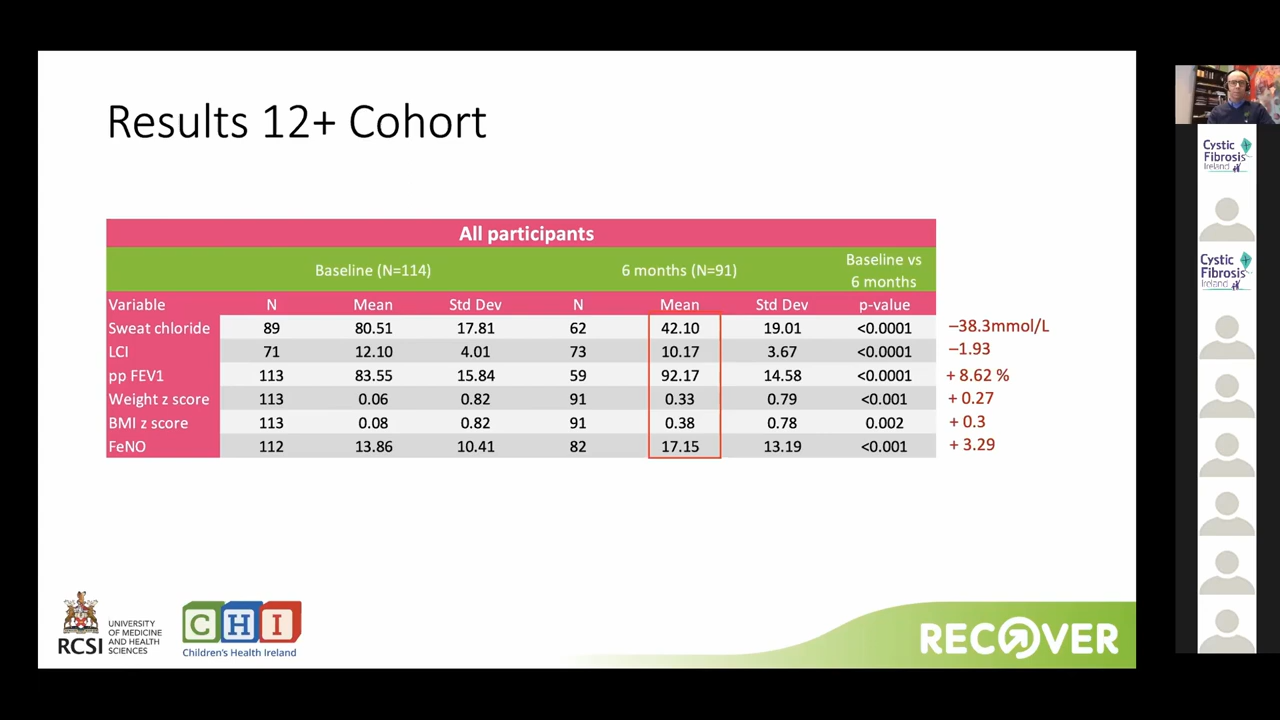 Results 12+ Cohort
All participants
Baseline (N=114) 6 months (N=91) Baseline vs 6 months
Variable N Mean Std Dev N Mean Std Dev p-value
Sweat chloride 89 80.51 17.81 62 42.10 19.01 <0.0001 –38.3mmol/L
LCI 71 12.10 4.01 73 10.17 3.67 <0.0001 –1.93
pp FEV1 113 83.55 15.84 59 92.17 14.58 <0.0001 + 8.62 %
Weight z score 113 0.06 0.82 91 0.33 0.79 <0.001 + 0.27
BMI z score 113 0.08 0.82 91 0.38 0.78 0.002 + 0.3
FeNO 112 13.86 10.41 82 17.15 13.19 <0.001 + 3.29
RCSI
UNIVERSITY
OF MEDICINE
AND HEALTH
SCIENCES
CHI
Children's Health Ireland
RECOVER
Cystic
Fibrosis
Ireland
Cystic
Fibrosis
Ireland